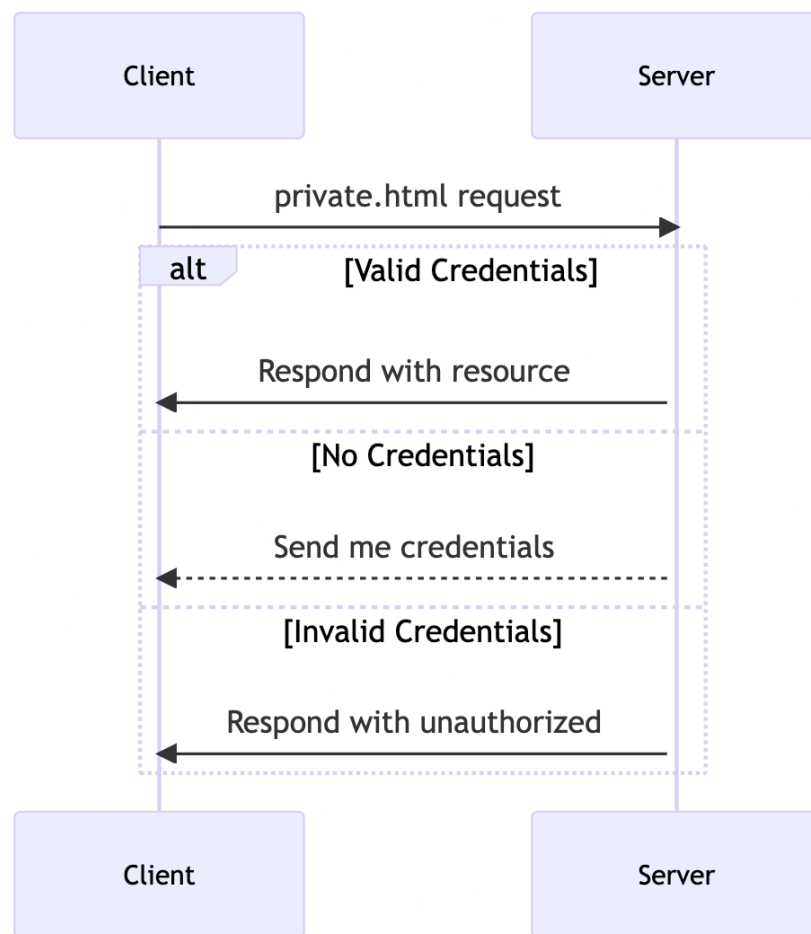 Client
Server
private.html request
alt
[Valid Credentials]
Respond with resource
[No Credentials]
Send me credentials
[Invalid Credentials]
Respond with unauthorized
Client
Server